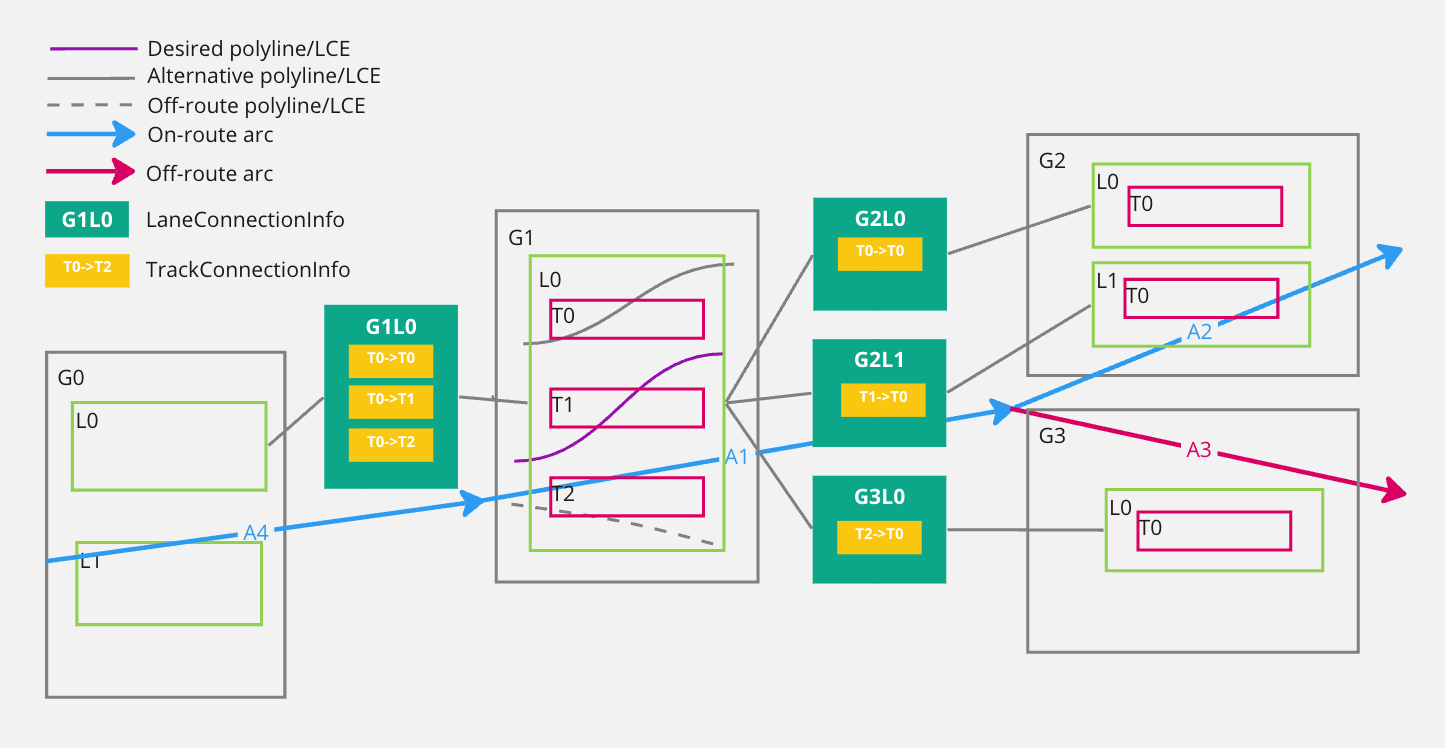 Desired polyline/LCE
Alternative polyline/LCE
Off-route polyline/LCE
On-route arc
Off-route arc
G1L0 LaneConnectionInfo
T0->T2 TrackConnectionInfo
G0
L0
A4
L1
G1L0
T0->T0
T0->T1
T0->T2
G1
L0
T0
T1
T2
A1
G2L0
T0->T0
G2L1
T1->T0
G3L0
T2->T0
G2
L0
T0
L1
T0
A2
G3
A3
L0
T0